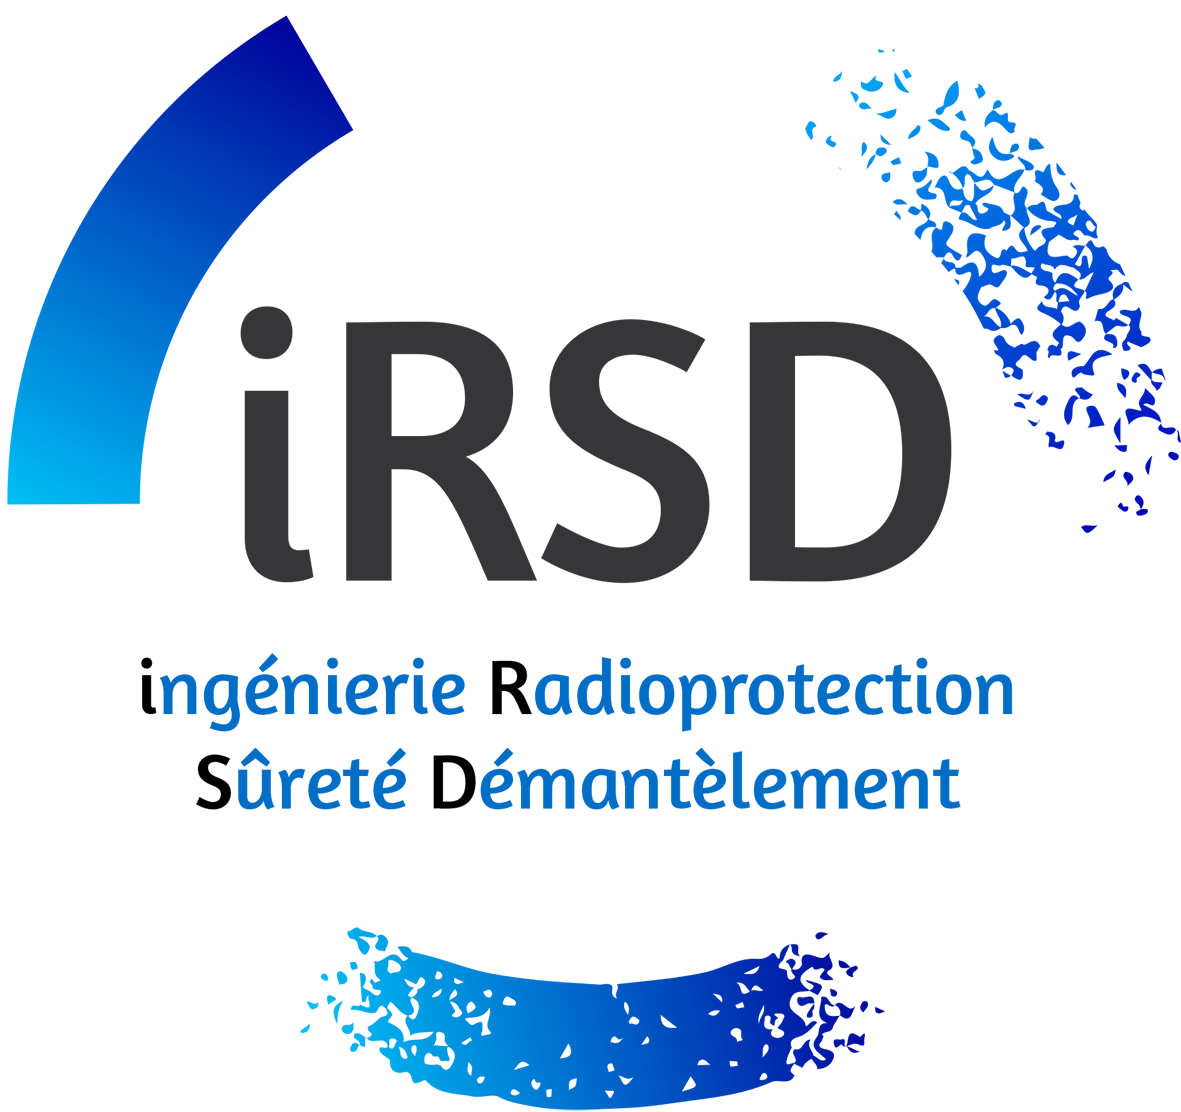 iRSD
ingénierie Radioprotection
Sûreté Démantèlement